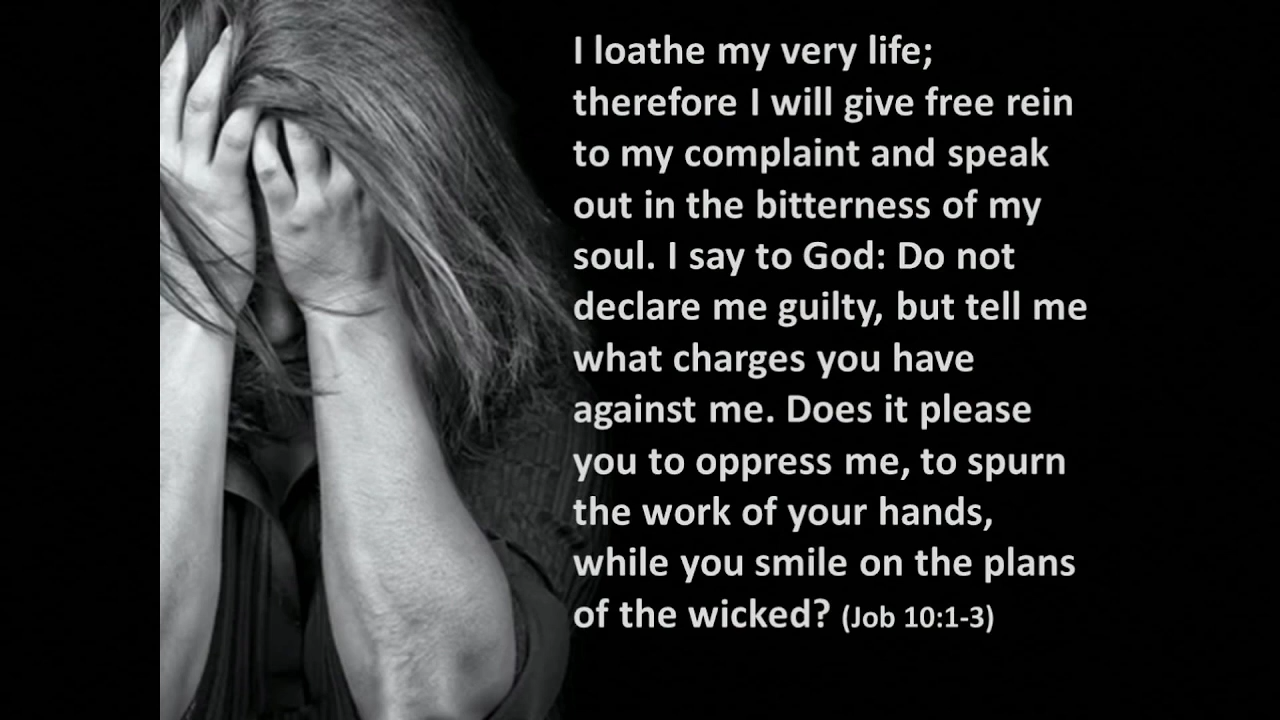 I loathe my very life;
therefore I will give free rein
to my complaint and speak
out in the bitterness of my
soul. I say to God: Do not
declare me guilty, but tell me
what charges you have
against me. Does it please
you to oppress me, to spurn
the work of your hands,
while you smile on the plans
of the wicked? (Job 10:1-3)